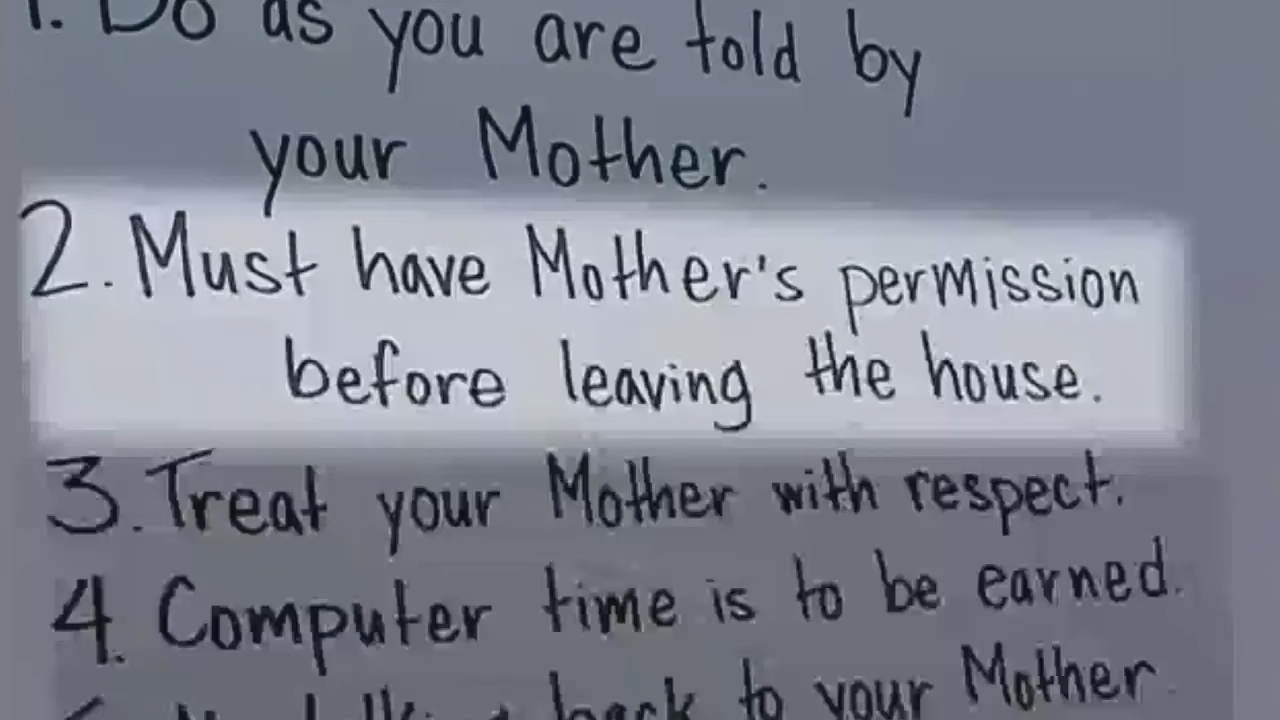 1. Do as you are told by
your Mother.
2. Must have Mother's permission
before leaving the house.
3. Treat your Mother with respect.
4. Computer time is to be earned.
back to your Mother